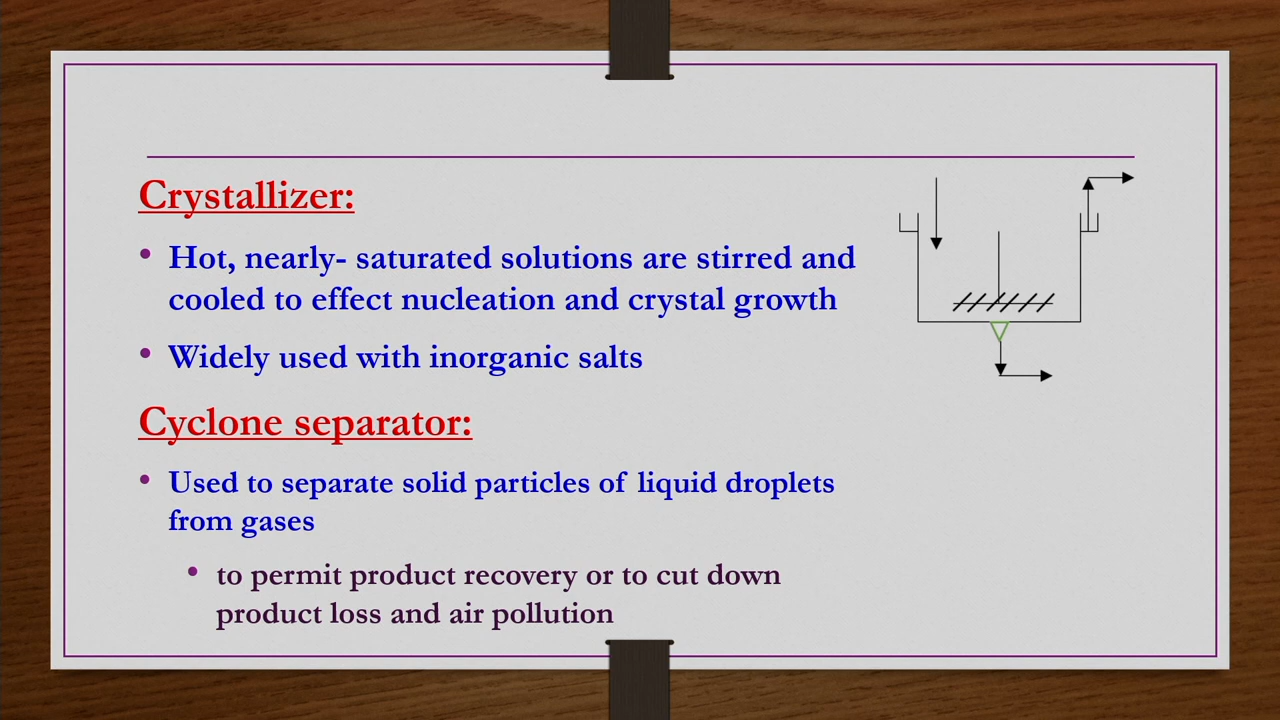 Crystallizer:
• Hot, nearly- saturated solutions are stirred and
cooled to effect nucleation and crystal growth
• Widely used with inorganic salts
Cyclone separator:
• Used to separate solid particles of liquid droplets
from gases
• to permit product recovery or to cut down
product loss and air pollution